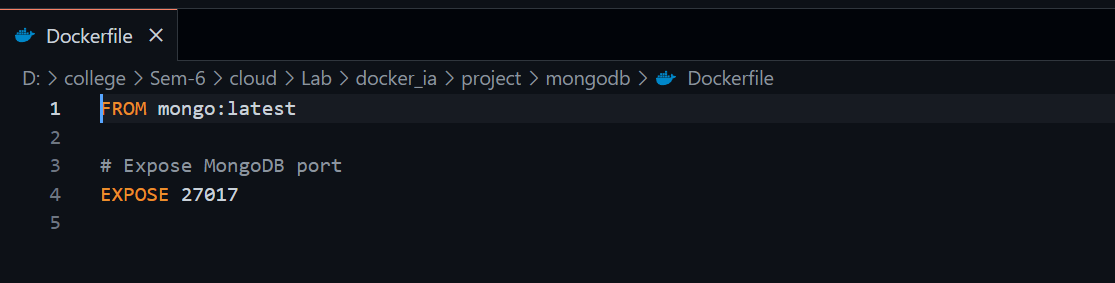 Dockerfile ×
D: > college > Sem-6 > cloud > Lab > docker_ia > project > mongodb > Dockerfile
1 FROM mongo:latest
2
3 # Expose MongoDB port
4 EXPOSE 27017
5